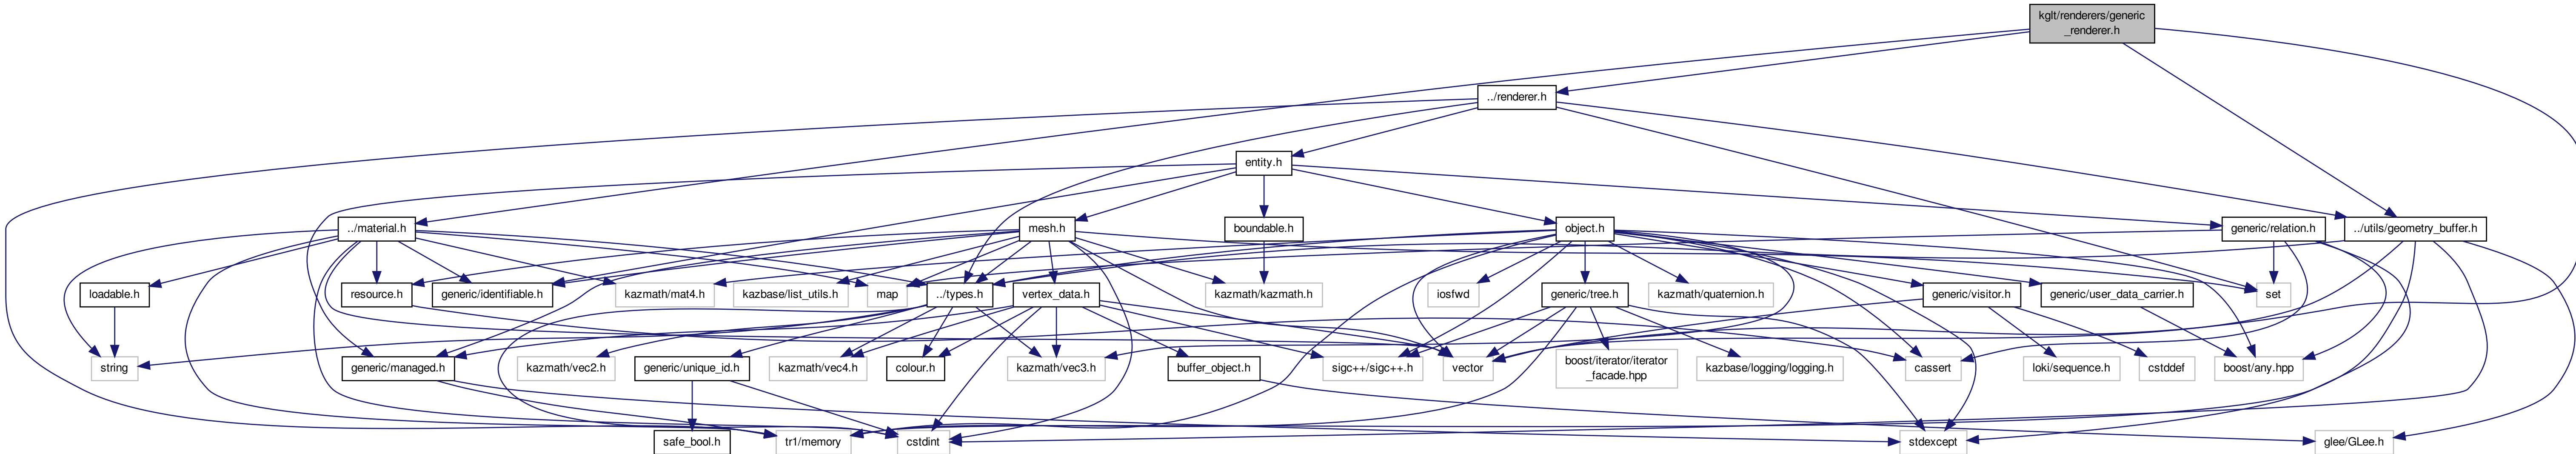 kglt/renderers/generic
_renderer.h
../renderer.h
entity.h
../material.h
mesh.h
boundable.h
object.h
generic/relation.h
../utils/geometry_buffer.h
loadable.h
resource.h
generic/identifiable.h
kazmath/mat4.h
kazbase/list_utils.h
map
../types.h
vertex_data.h
kazmath/kazmath.h
iosfwd
generic/tree.h
kazmath/quaternion.h
generic/visitor.h
generic/user_data_carrier.h
set
string
generic/managed.h
kazmath/vec2.h
generic/unique_id.h
kazmath/vec4.h
colour.h
kazmath/vec3.h
buffer_object.h
sigc++/sigc++.h
vector
boost/iterator/iterator
_facade.hpp
kazbase/logging/logging.h
cassert
loki/sequence.h
cstddef
boost/any.hpp
safe_bool.h
tr1/memory
cstdint
stdexcept
glee/GLee.h